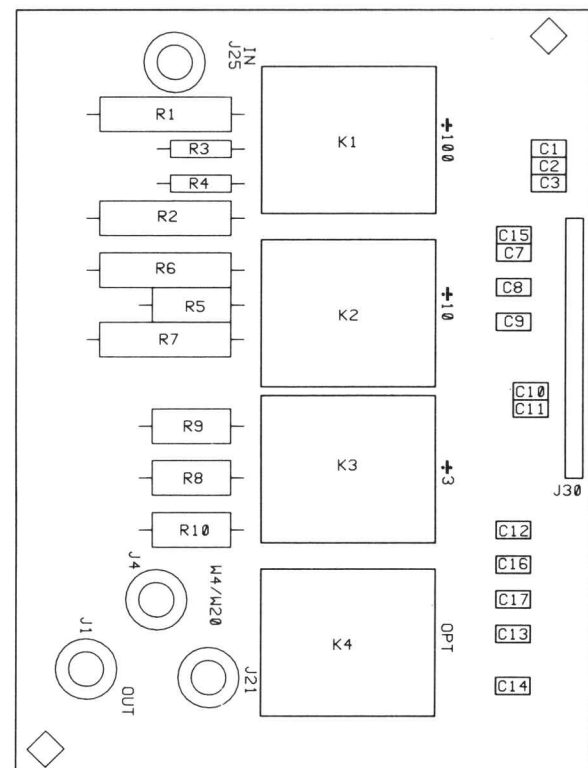 IN
J25
R1
R3
R4
R2
R6
R5
R7
R9
R8
R10
K1
÷100
K2
÷10
K3
÷3
K4
OPT
C1
C2
C3
C15
C7
C8
C9
C10
C11
J30
C12
C16
C17
C13
C14
J4
W4/W20
J1
OUT
J21